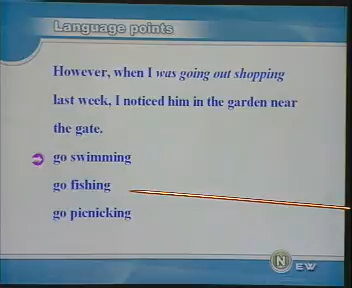 Language points
However, when I was going out shopping
last week, I noticed him in the garden near
the gate.
go swimming
go fishing
go picnicking
NEW